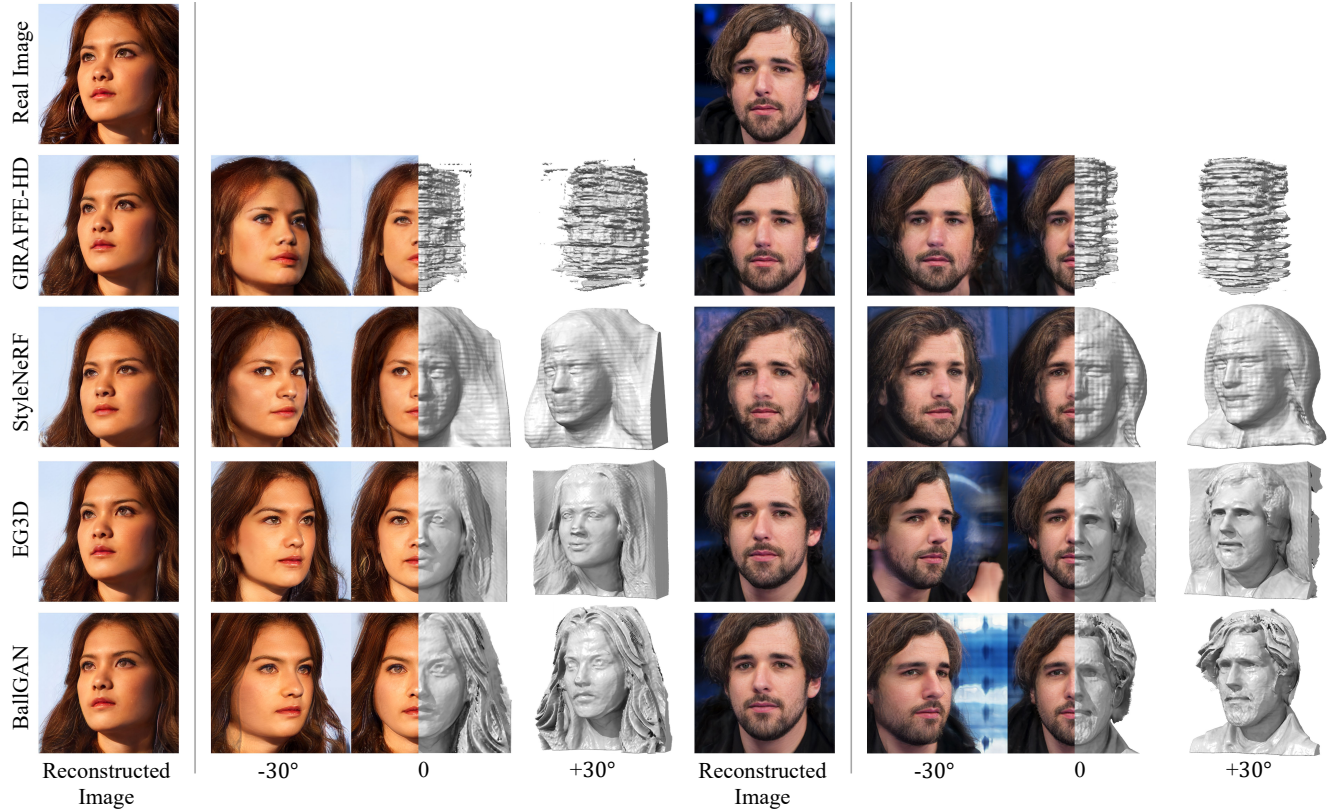 Real Image
GIRAFFE-HD
StyleNeRF
EG3D
BallGAN
Reconstructed
Image
-30°
0
+30°
Reconstructed
Image
-30°
0
+30°